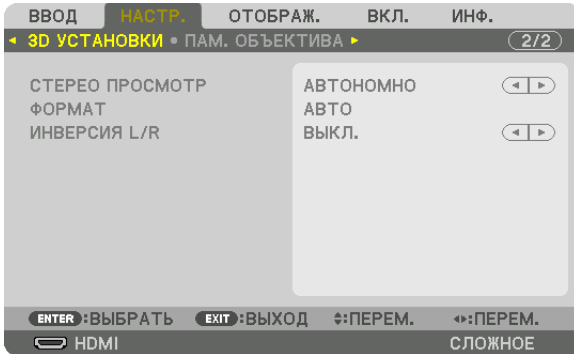 ВВОД НАСТР. ОТОБРАЖ. ВКЛ. ИНФ.
3D УСТАНОВКИ • ПАМ. ОБЪЕКТИВА 2/2
СТЕРЕО ПРОСМОТР АВТОНОМНО
ФОРМАТ АВТО
ИНВЕРСИЯ L/R ВЫКЛ.
ENTER :ВЫБРАТЬ EXIT :ВЫХОД :ПЕРЕМ. :ПЕРЕМ.
HDMI СЛОЖНОЕ